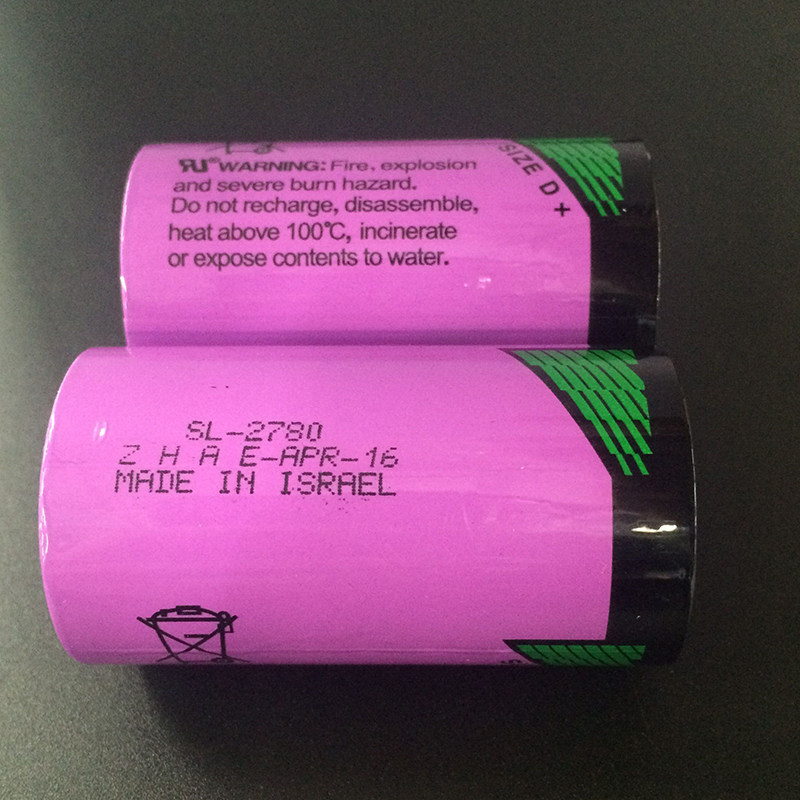 WARNING: Fire, explosion
and severe burn hazard.
Do not recharge, disassemble,
heat above 100°C, incinerate
or expose contents to water.
SIZE D +
SL-2780
Z H A E-APR-16
MADE IN ISRAEL